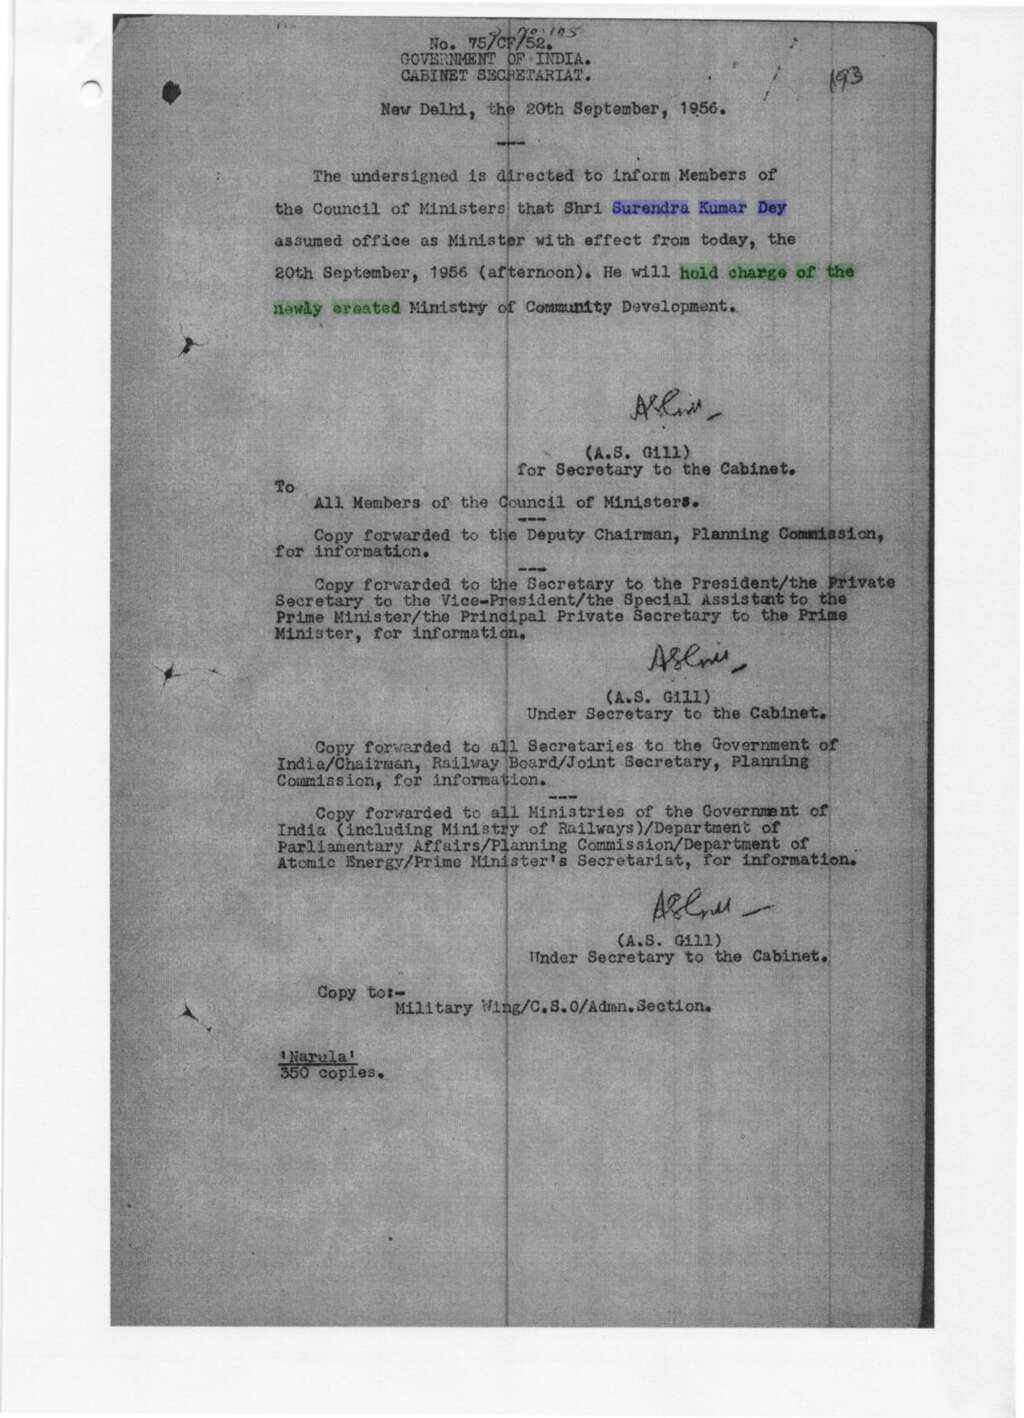 No. 75/CF/52.
GOVERNMENT OF INDIA.
CABINET SECRETARIAT.
193
New Delhi, the 20th September, 1956.
The undersigned is directed to inform Members of
the Council of Ministers that Shri Surendra Kumar Dey
assumed office as Minister with effect from today, the
20th September, 1956 (afternoon). He will hold charge of the
newly created Ministry of Community Development.
ASGill
(A.S. Gill)
for Secretary to the Cabinet.
To
All Members of the Council of Ministers.
Copy forwarded to the Deputy Chairman, Planning Commission,
for information.
Copy forwarded to the Secretary to the President/the Private
Secretary to the Vice-President/the Special Assistant to the
Prime Minister/the Principal Private Secretary to the Prime
Minister, for information.
ASGill
(A.S. Gill)
Under Secretary to the Cabinet.
Copy forwarded to all Secretaries to the Government of
India/Chairman, Railway Board/Joint Secretary, Planning
Commission, for information.
Copy forwarded to all Ministries of the Government of
India (including Ministry of Railways)/Department of
Parliamentary Affairs/Planning Commission/Department of
Atomic Energy/Prime Minister's Secretariat, for information.
ASGill
(A.S. Gill)
Under Secretary to the Cabinet.
Copy to:-
Military Wing/C.S.O/Admn.Section.
'Narula'
350 copies.